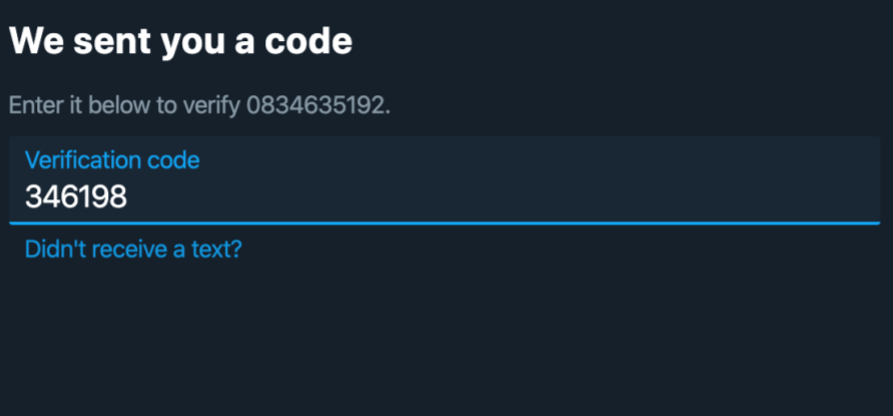 We sent you a code
Enter it below to verify 0834635192.
Verification code
346198
Didn't receive a text?